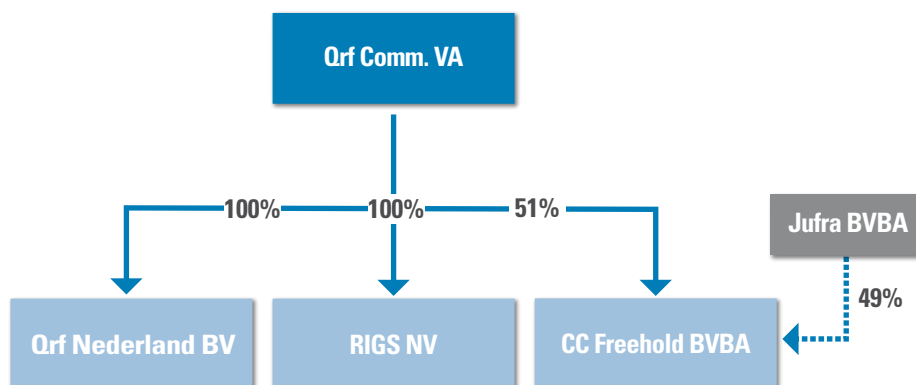 Qrf Comm. VA
100%
100%
51%
Jufra BVBA
49%
Qrf Nederland BV
RIGS NV
CC Freehold BVBA